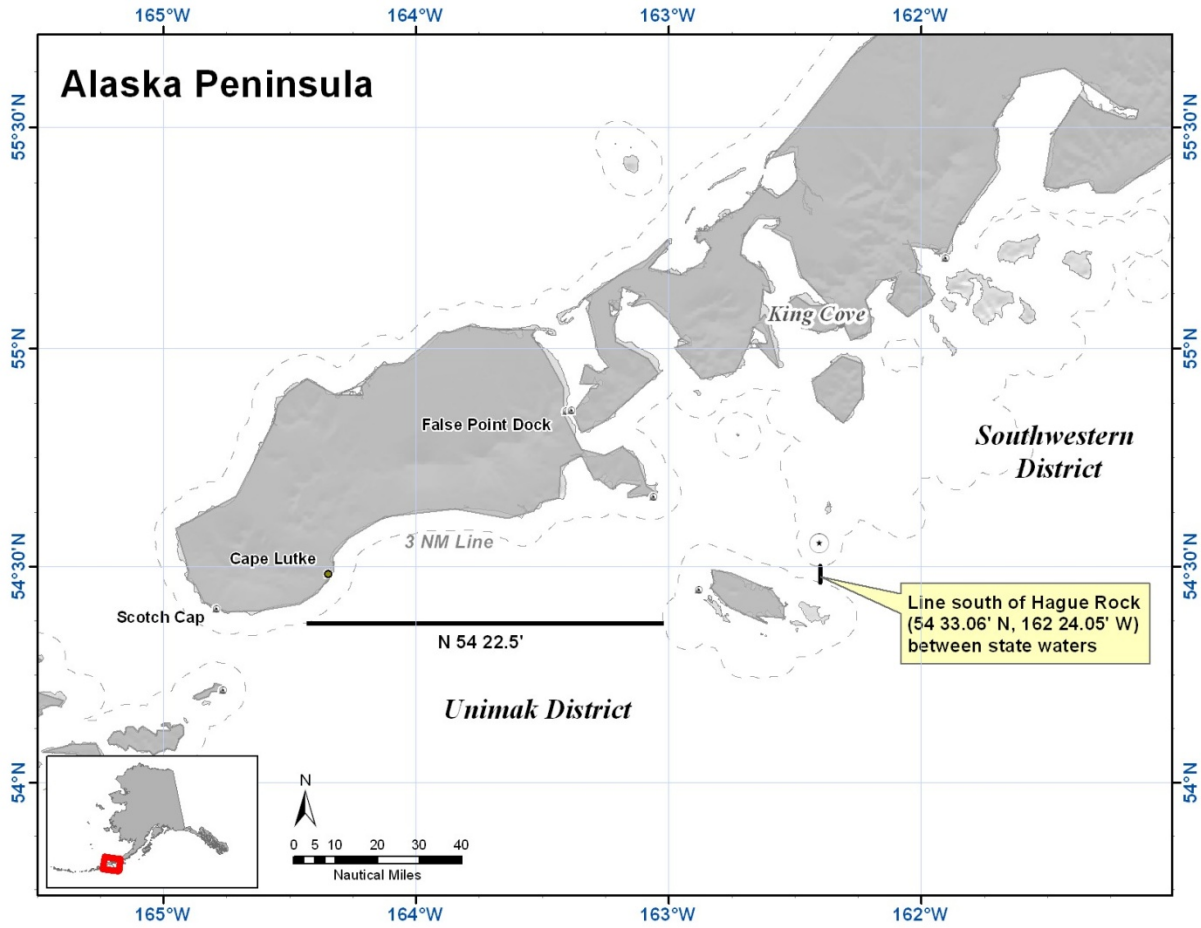 165°W
164°W
163°W
162°W
Alaska Peninsula
55°30'N
55°30'N
King Cove
55°N
55°N
False Point Dock
Southwestern
District
3 NM Line
Cape Lutke
54°30'N
54°30'N
Line south of Hague Rock
(54 33.06' N, 162 24.05' W)
between state waters
Scotch Cap
N 54 22.5'
Unimak District
54°N
54°N
N
0 5 10 20 30 40
Nautical Miles
165°W
164°W
163°W
162°W